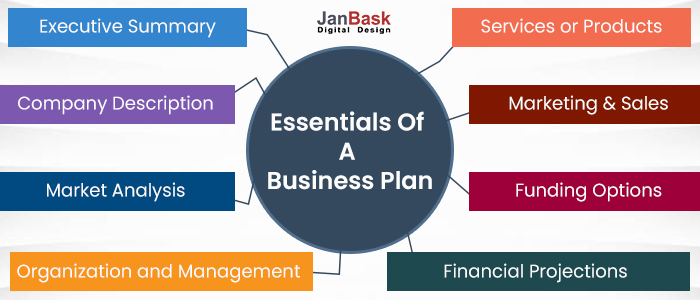 JanBask
Digital Design
Executive Summary
Services or Products
Company Description
Marketing & Sales
Essentials Of
A
Business Plan
Market Analysis
Funding Options
Organization and Management
Financial Projections